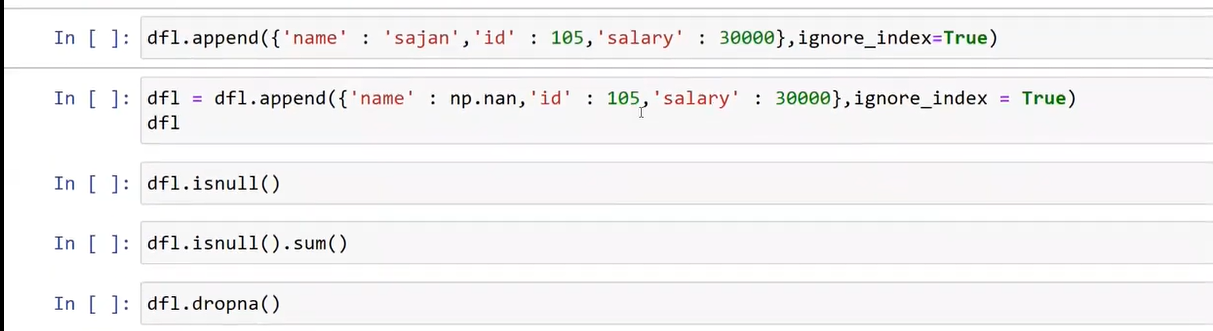 In [ ]: dfl.append({'name' : 'sajan','id' : 105,'salary' : 30000},ignore_index=True)
In [ ]: dfl = dfl.append({'name' : np.nan,'id' : 105,'salary' : 30000},ignore_index = True)
dfl
In [ ]: dfl.isnull()
In [ ]: dfl.isnull().sum()
In [ ]: dfl.dropna()